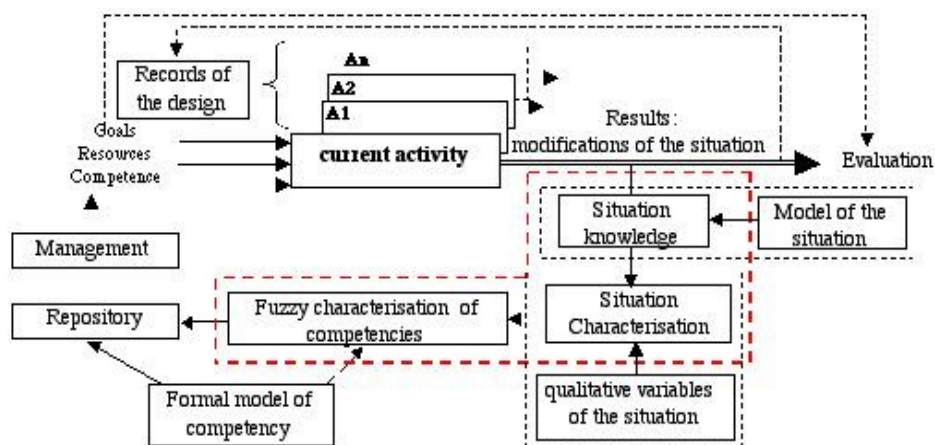 An
A2
A1
current activity
Records of
the design
Goals
Resources
Competence
Results:
modifications of the situation
Evaluation
Management
Situation
knowledge
Model of the
situation
Repository
Fuzzy characterisation of
competencies
Situation
Characterisation
Formal model of
competency
qualitative variables
of the situation